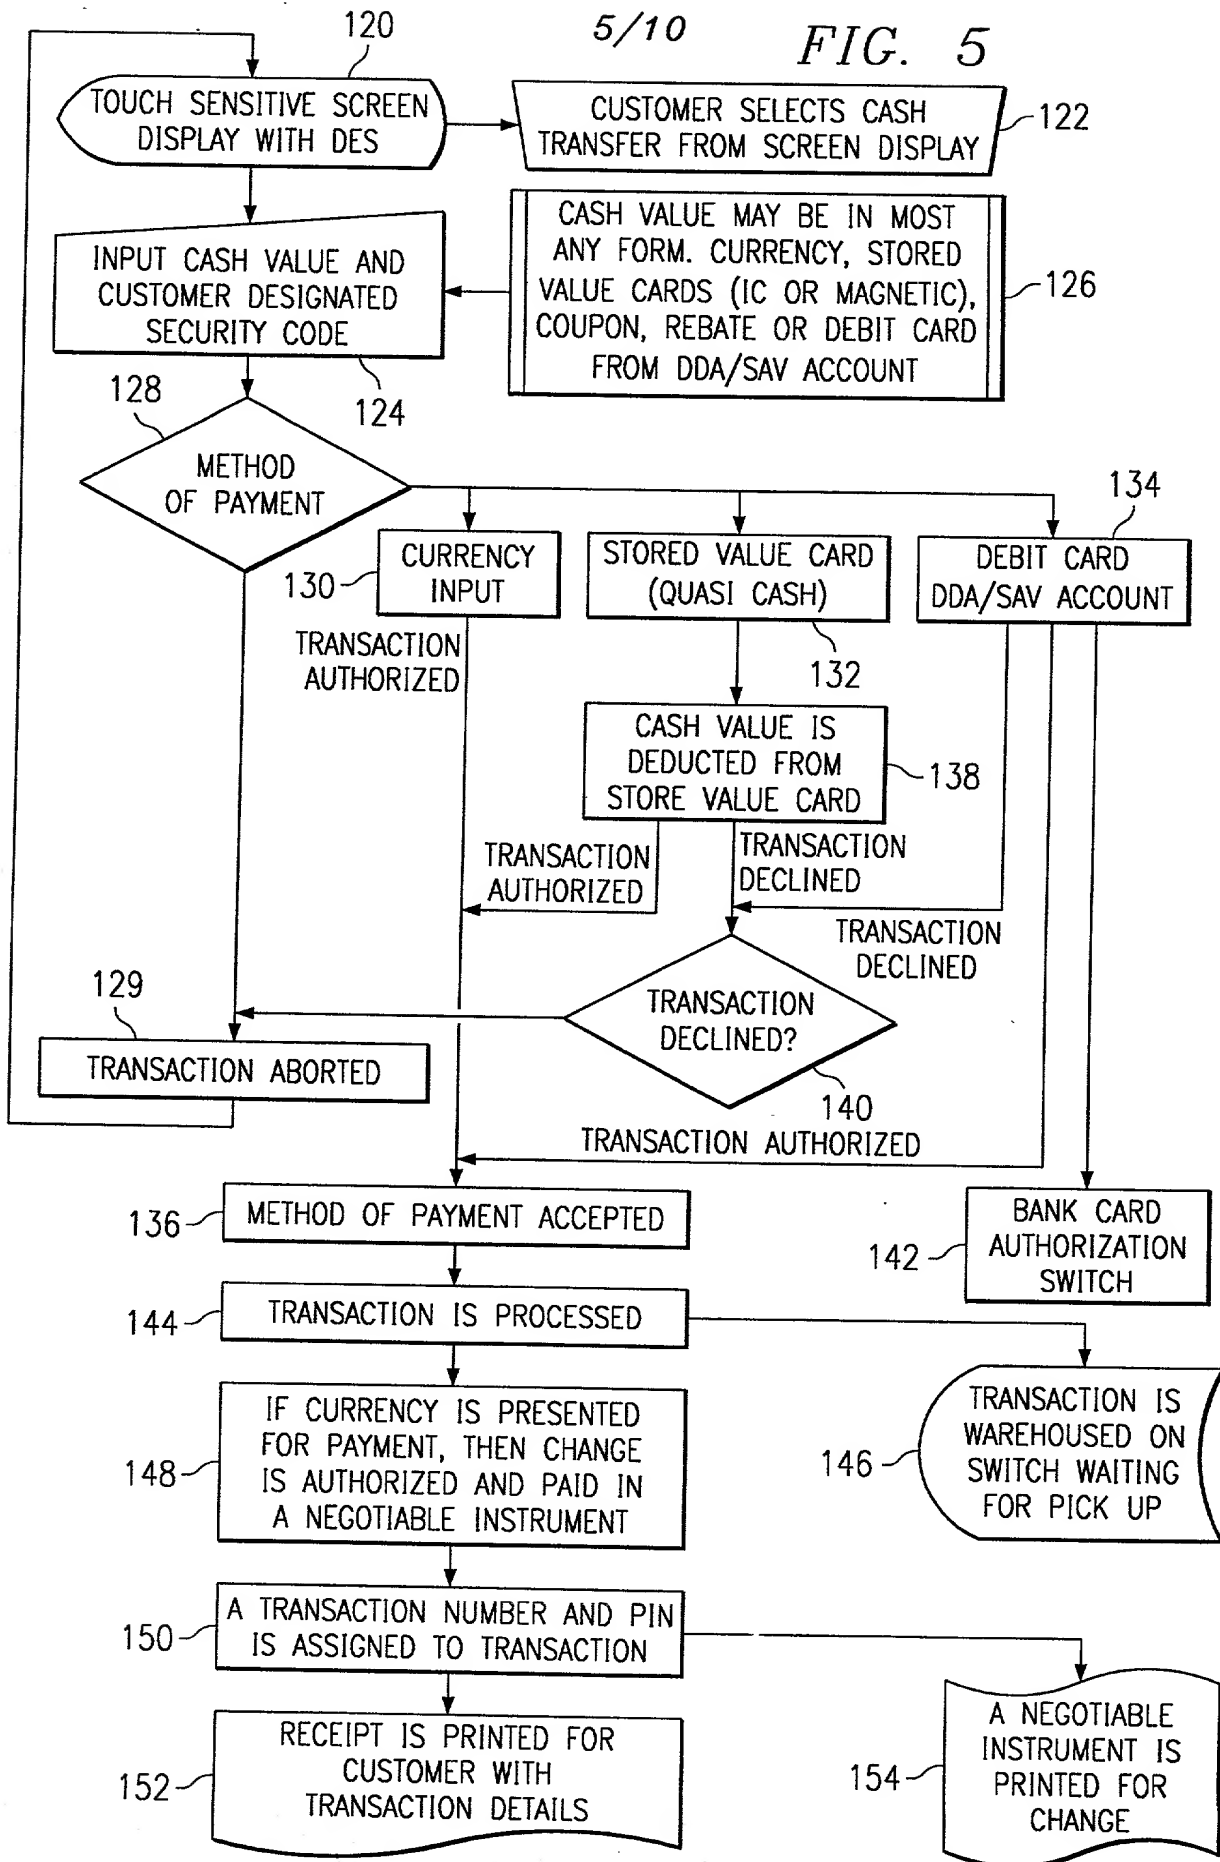 5/10
FIG. 5
120
TOUCH SENSITIVE SCREEN
DISPLAY WITH DES
CUSTOMER SELECTS CASH
TRANSFER FROM SCREEN DISPLAY
122
INPUT CASH VALUE AND
CUSTOMER DESIGNATED
SECURITY CODE
124
CASH VALUE MAY BE IN MOST
ANY FORM. CURRENCY, STORED
VALUE CARDS (IC OR MAGNETIC),
COUPON, REBATE OR DEBIT CARD
FROM DDA/SAV ACCOUNT
126
128
METHOD
OF PAYMENT
130
CURRENCY
INPUT
STORED VALUE CARD
(QUASI CASH)
132
134
DEBIT CARD
DDA/SAV ACCOUNT
TRANSACTION
AUTHORIZED
CASH VALUE IS
DEDUCTED FROM
STORE VALUE CARD
138
TRANSACTION
AUTHORIZED
TRANSACTION
DECLINED
TRANSACTION
DECLINED
129
TRANSACTION ABORTED
TRANSACTION
DECLINED?
140
TRANSACTION AUTHORIZED
136
METHOD OF PAYMENT ACCEPTED
142
BANK CARD
AUTHORIZATION
SWITCH
144
TRANSACTION IS PROCESSED
146
TRANSACTION IS
WAREHOUSED ON
SWITCH WAITING
FOR PICK UP
148
IF CURRENCY IS PRESENTED
FOR PAYMENT, THEN CHANGE
IS AUTHORIZED AND PAID IN
A NEGOTIABLE INSTRUMENT
150
A TRANSACTION NUMBER AND PIN
IS ASSIGNED TO TRANSACTION
152
RECEIPT IS PRINTED FOR
CUSTOMER WITH
TRANSACTION DETAILS
154
A NEGOTIABLE
INSTRUMENT IS
PRINTED FOR
CHANGE